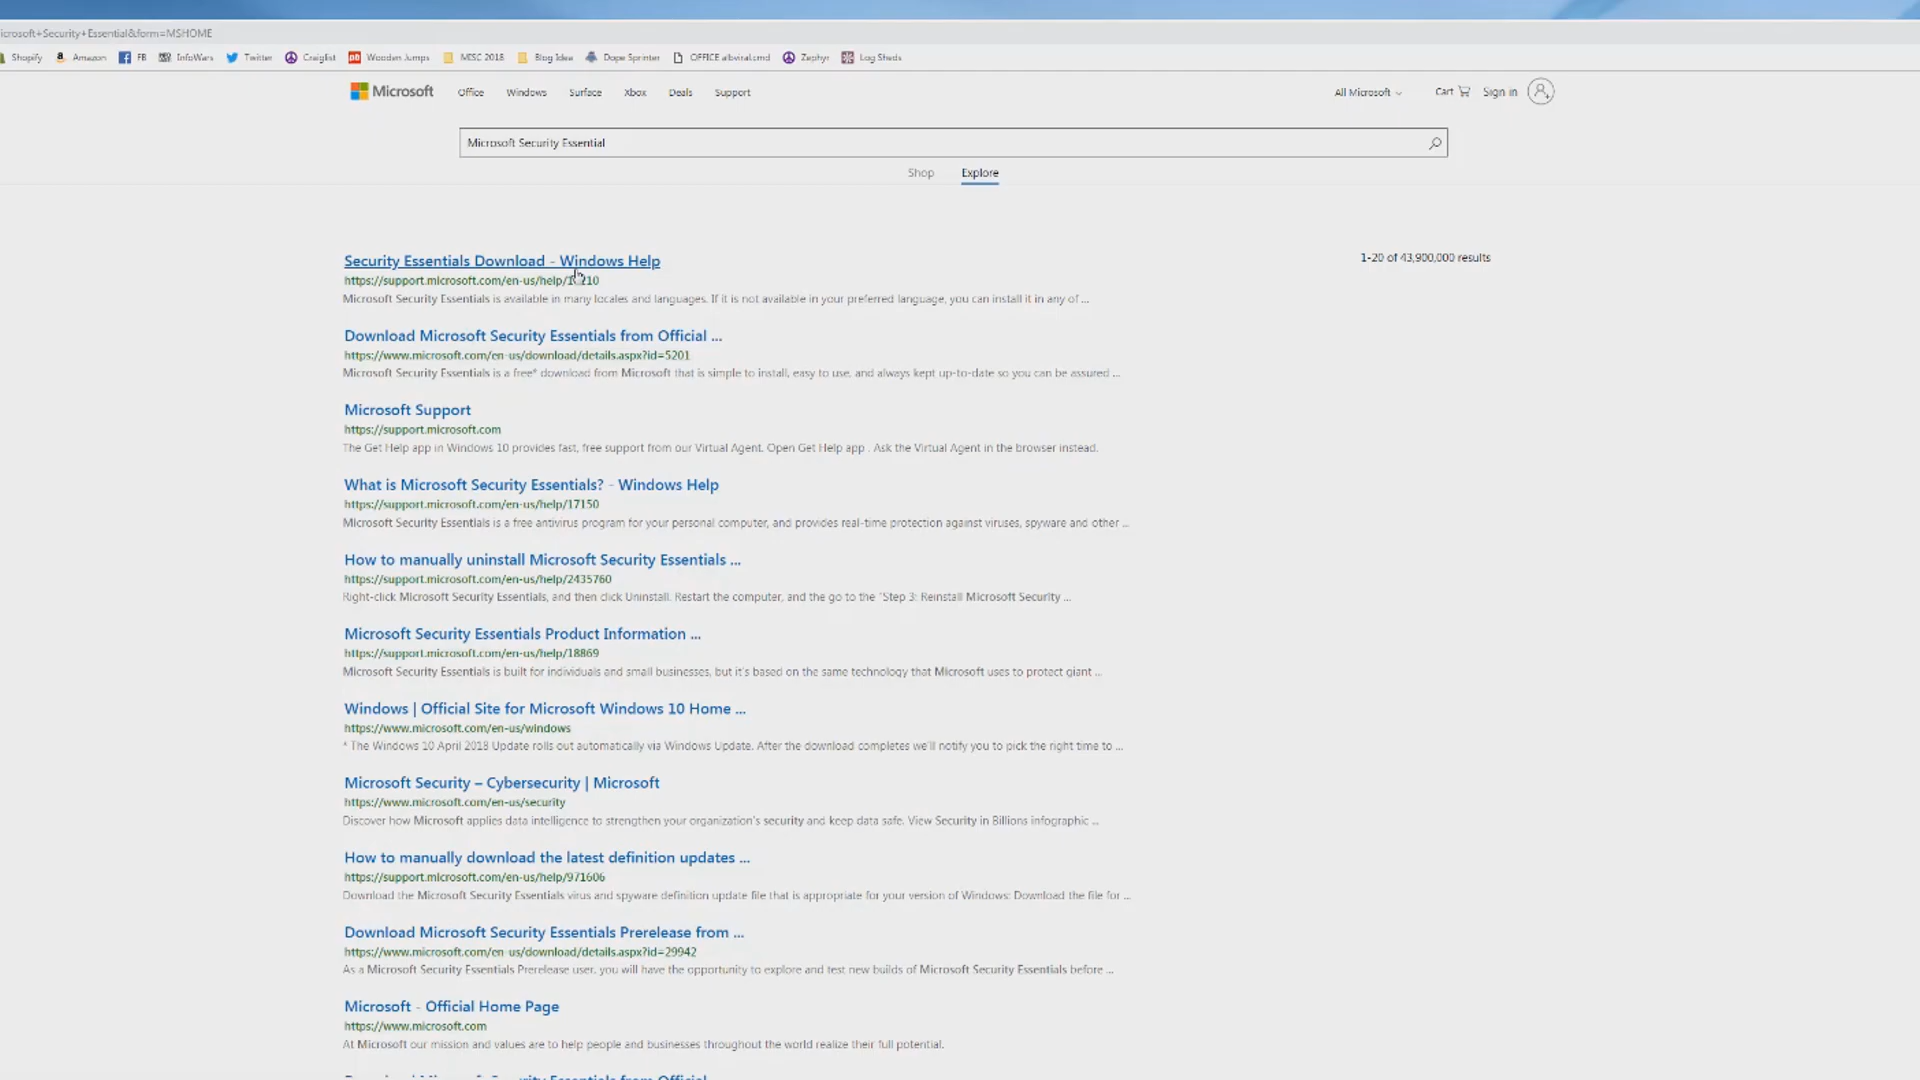 icrosoft+Security+Essential&form=MSHOME
Shopify Amazon FB InfoWars Twitter Craiglist Wooden Jumps MISC 2018 Blog Idea Dope Sprinter OFFICE albviral.cmd Zephyr Log Sheds
Microsoft Office Windows Surface Xbox Deals Support All Microsoft Cart Sign in
Microsoft Security Essential
Shop Explore
Security Essentials Download - Windows Help
1-20 of 43,900,000 results
https://support.microsoft.com/en-us/help/
Microsoft Security Essentials is available in many locales and languages. If it is not available in your preferred language, you can install it in any of ...
Download Microsoft Security Essentials from Official ...
https://www.microsoft.com/en-us/download/details.aspx?id=5201
Microsoft Security Essentials is a free* download from Microsoft that is simple to install, easy to use, and always kept up-to-date so you can be assured ...
Microsoft Support
https://support.microsoft.com
The Get Help app in Windows 10 provides fast, free support from our Virtual Agent. Open Get Help app . Ask the Virtual Agent in the browser instead.
What is Microsoft Security Essentials? - Windows Help
https://support.microsoft.com/en-us/help/17150
Microsoft Security Essentials is a free antivirus program for your personal computer, and provides real-time protection against viruses, spyware and other ...
How to manually uninstall Microsoft Security Essentials ...
https://support.microsoft.com/en-us/help/2435760
Right-click Microsoft Security Essentials, and then click Uninstall. Restart the computer, and the go to the "Step 3: Reinstall Microsoft Security ...
Microsoft Security Essentials Product Information ...
https://support.microsoft.com/en-us/help/18869
Microsoft Security Essentials is built for individuals and small businesses, but it's based on the same technology that Microsoft uses to protect giant ...
Windows | Official Site for Microsoft Windows 10 Home ...
https://www.microsoft.com/en-us/windows
* The Windows 10 April 2018 Update rolls out automatically via Windows Update. After the download completes we'll notify you to pick the right time to ...
Microsoft Security – Cybersecurity | Microsoft
https://www.microsoft.com/en-us/security
Discover how Microsoft applies data intelligence to strengthen your organization's security and keep data safe. View Security in Billions infographic ...
How to manually download the latest definition updates ...
https://support.microsoft.com/en-us/help/971606
Download the Microsoft Security Essentials virus and spyware definition update file that is appropriate for your version of Windows: Download the file for ...
Download Microsoft Security Essentials Prerelease from ...
https://www.microsoft.com/en-us/download/details.aspx?id=29942
As a Microsoft Security Essentials Prerelease user, you will have the opportunity to explore and test new builds of Microsoft Security Essentials before ...
Microsoft - Official Home Page
https://www.microsoft.com
At Microsoft our mission and values are to help people and businesses throughout the world realize their full potential.